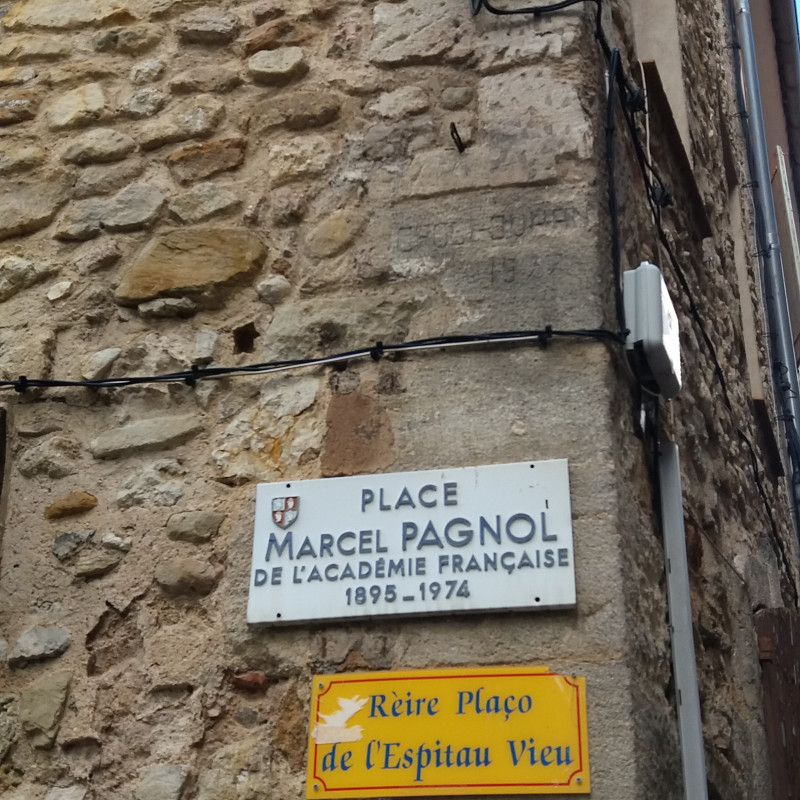 PLACE
MARCEL PAGNOL
DE L'ACADÉMIE FRANÇAISE
1895-1974
Rèire Plaço
de l'Espitau Vieu